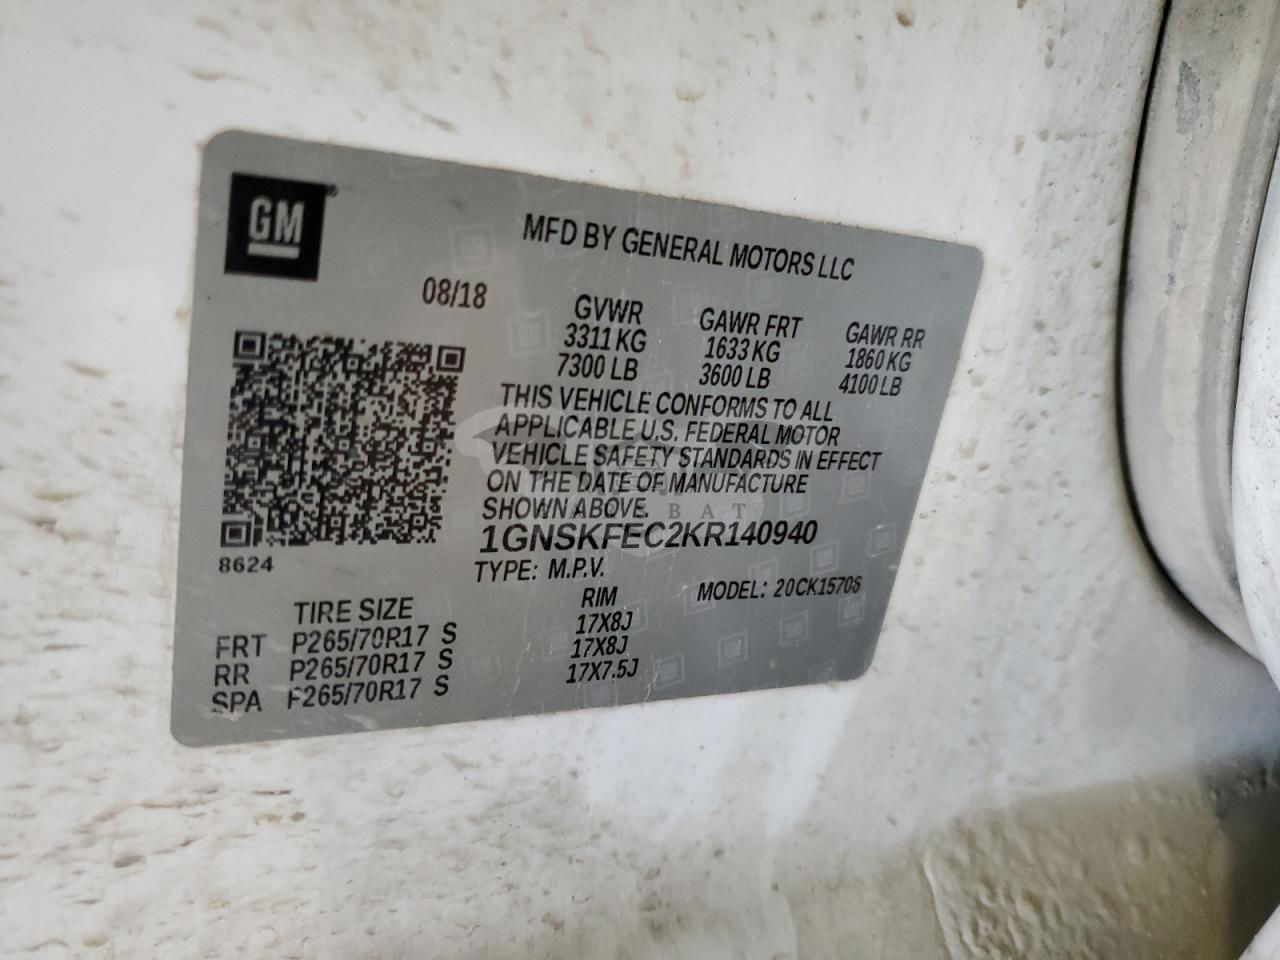 GM
MFD BY GENERAL MOTORS LLC
08/18
GVWR GAWR FRT GAWR RR
3311 KG 1633 KG 1860 KG
7300 LB 3600 LB 4100 LB
THIS VEHICLE CONFORMS TO ALL
APPLICABLE U.S. FEDERAL MOTOR
VEHICLE SAFETY STANDARDS IN EFFECT
ON THE DATE OF MANUFACTURE
SHOWN ABOVE.
1GNSKFEC2KR140940
8624
TYPE: M.P.V. MODEL: 20CK15706
TIRE SIZE RIM
FRT P265/70R17 S 17X8J
RR P265/70R17 S 17X8J
SPA P265/70R17 S 17X7.5J